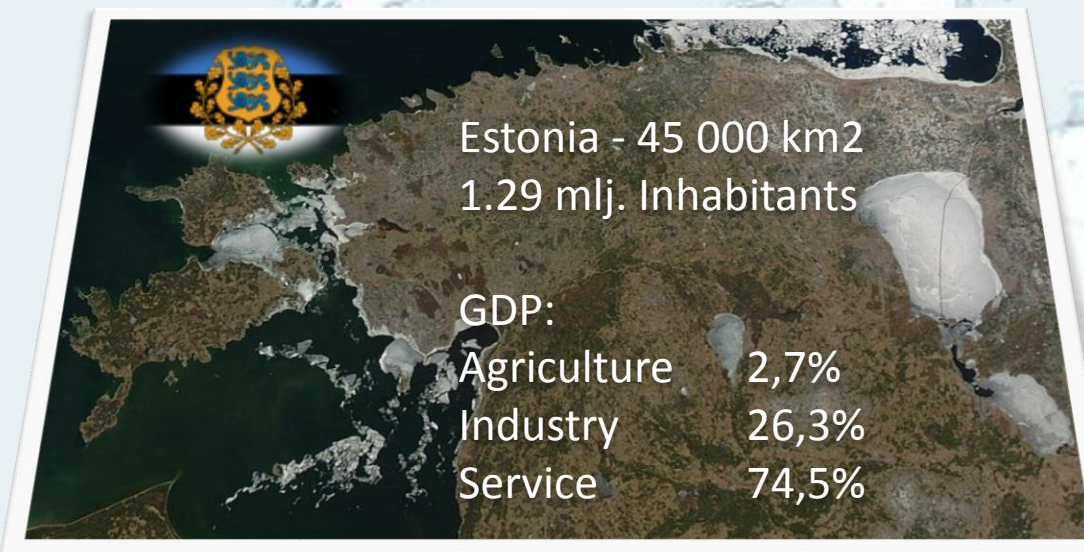 Estonia - 45 000 km2
1.29 mlj. Inhabitants
GDP:
Agriculture 2,7%
Industry 26,3%
Service 74,5%